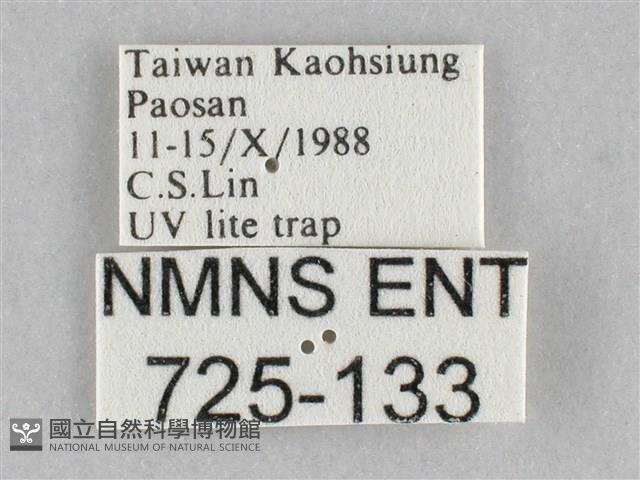 Taiwan Kaohsiung
Paosan
11-15/X/1988
C.S.Lin
UV lite trap
NMNS ENT
725-133
國立自然科學博物館
NATIONAL MUSEUM OF NATURAL SCIENCE